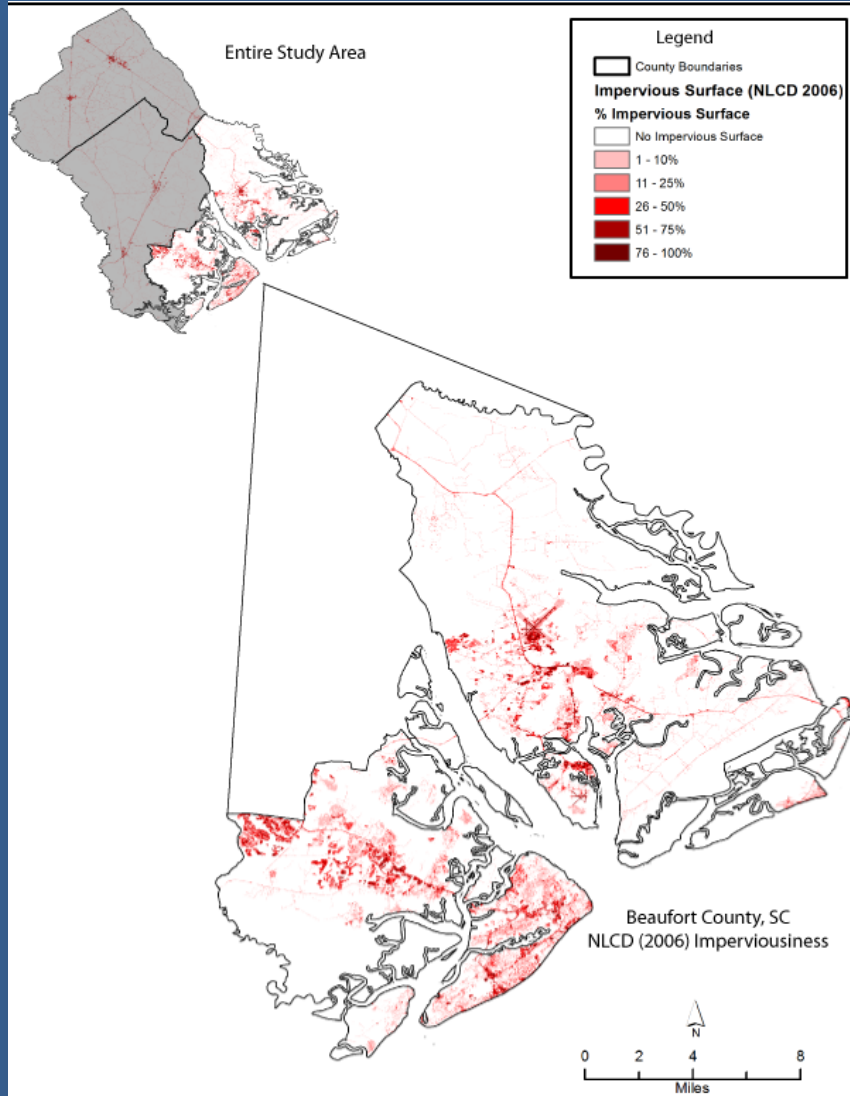 Entire Study Area
Legend
County Boundaries
Impervious Surface (NLCD 2006)
% Impervious Surface
No Impervious Surface
1 - 10%
11 - 25%
26 - 50%
51 - 75%
76 - 100%
Beaufort County, SC
NLCD (2006) Imperviousness
N
0 2 4 8
Miles